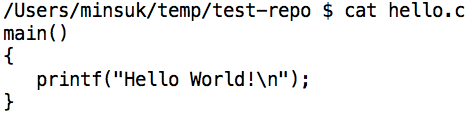 /Users/minsuk/temp/test-repo $ cat hello.c
main()
{
   printf("Hello World!\n");
}